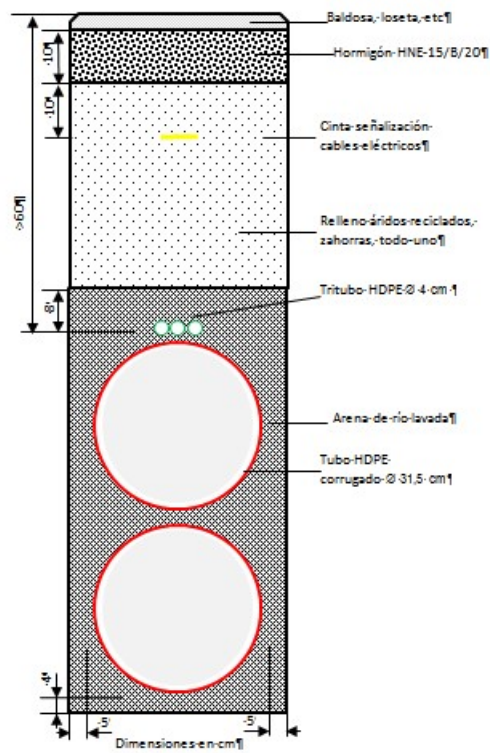 Baldosa, loseta, etc¶
Hormigón HNE-15/B/20¶
Cinta señalización
cables eléctricos¶
Relleno áridos reciclados,
zahorras, todo-uno¶
Tritubo HDPE Ø 4 cm ¶
Arena de río lavada¶
Tubo HDPE
corrugado Ø 31,5 cm¶
10¶
10¶
>60¶
8
4¶
5
5
Dimensiones en cm¶